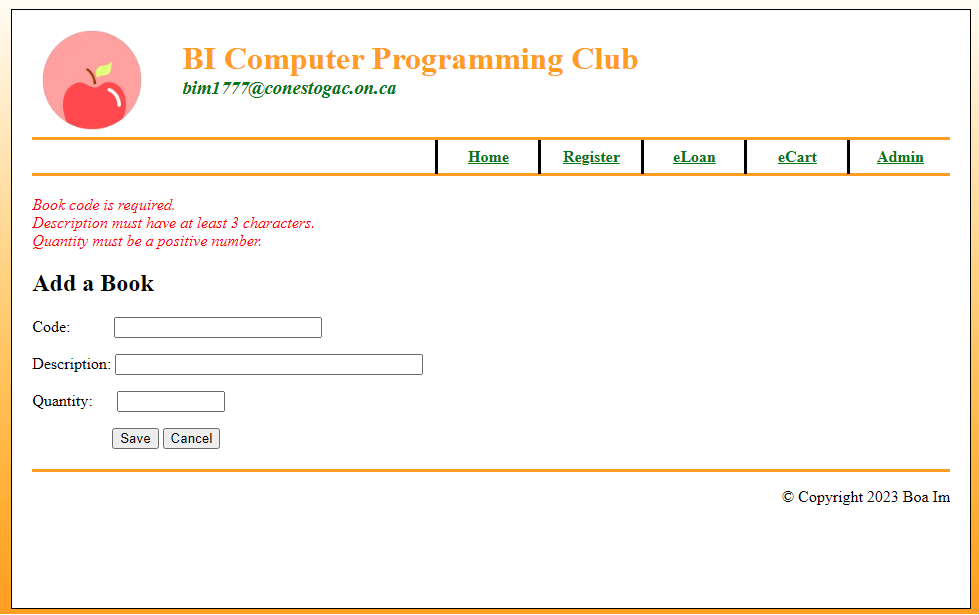 BI Computer Programming Club
bim1777@conestogac.on.ca
Home Register eLoan eCart Admin
Book code is required.
Description must have at least 3 characters.
Quantity must be a positive number.
Add a Book
Code:
Description:
Quantity:
Save Cancel
© Copyright 2023 Boa Im